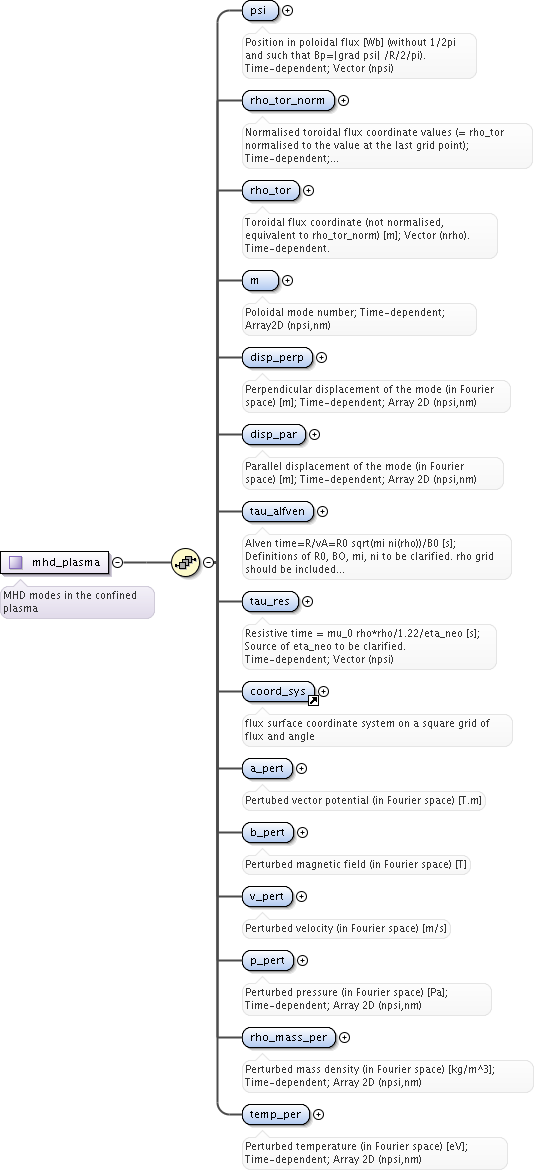 psi
Position in poloidal flux [Wb] (without 1/2pi
and such that Bp=|grad psi| /R/2/pi).
Time-dependent; Vector (npsi)
rho_tor_norm
Normalised toroidal flux coordinate values (= rho_tor
normalised to the value at the last grid point);
Time-dependent;...
rho_tor
Toroidal flux coordinate (not normalised,
equivalent to rho_tor_norm) [m]; Vector (nrho).
Time-dependent.
m
Poloidal mode number; Time-dependent;
Array2D (npsi,nm)
disp_perp
Perpendicular displacement of the mode (in Fourier
space) [m]; Time-dependent; Array 2D (npsi,nm)
disp_par
Parallel displacement of the mode (in Fourier
space) [m]; Time-dependent; Array 2D (npsi,nm)
tau_alfven
Alven time=R/vA=R0 sqrt(mi ni(rho))/B0 [s];
Definitions of R0, BO, mi, ni to be clarified. rho grid
should be included...
mhd_plasma
MHD modes in the confined
plasma
tau_res
Resistive time = mu_0 rho*rho/1.22/eta_neo [s];
Source of eta_neo to be clarified.
Time-dependent; Vector (npsi)
coord_sys
flux surface coordinate system on a square grid of
flux and angle
a_pert
Pertubed vector potential (in Fourier space) [T.m]
b_pert
Perturbed magnetic field (in Fourier space) [T]
v_pert
Perturbed velocity (in Fourier space) [m/s]
p_pert
Perturbed pressure (in Fourier space) [Pa];
Time-dependent; Array 2D (npsi,nm)
rho_mass_per
Perturbed mass density (in Fourier space) [kg/m^3];
Time-dependent; Array 2D (npsi,nm)
temp_per
Perturbed temperature (in Fourier space) [eV];
Time-dependent; Array 2D (npsi,nm)